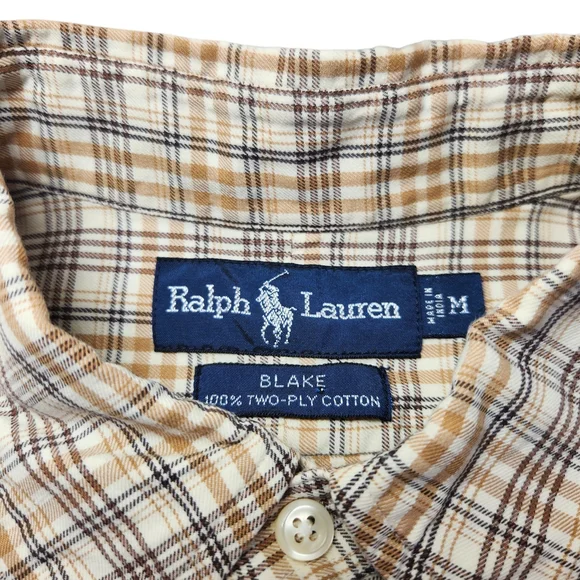 Ralph Lauren
MADE IN
INDIA
M
BLAKE
100% TWO-PLY COTTON